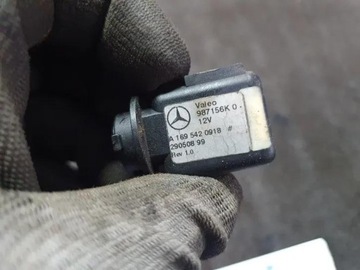 Valeo
987156K 0.
12V
A 169 542 0918 #
290508 99
Rev 1.0